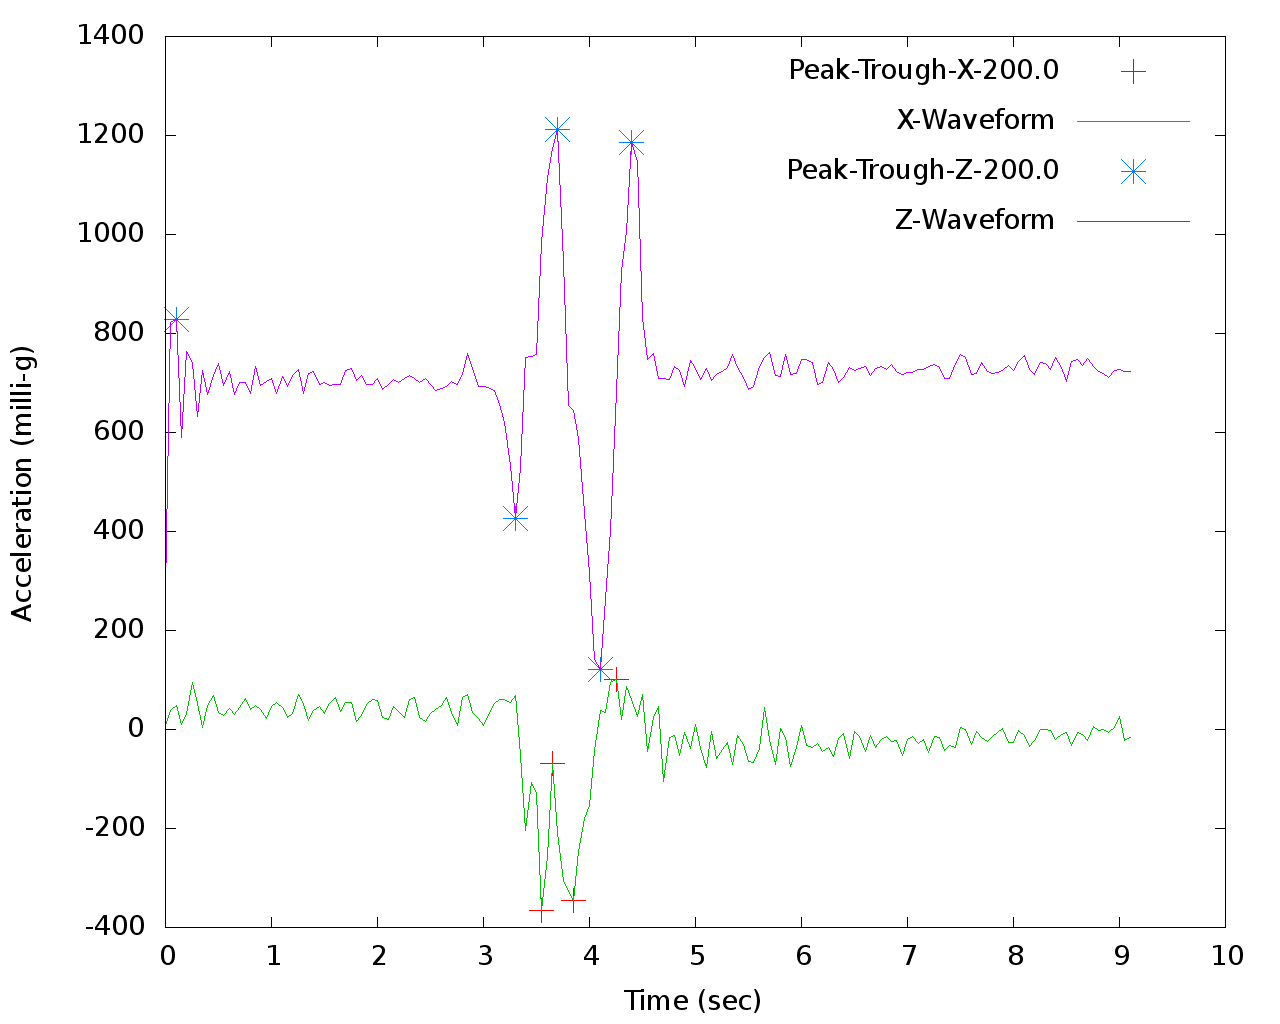 1400
1200
1000
800
600
400
200
0
-200
-400
Acceleration (milli-g)
Peak-Trough-X-200.0
X-Waveform
Peak-Trough-Z-200.0
Z-Waveform
0 1 2 3 4 5 6 7 8 9 10
Time (sec)